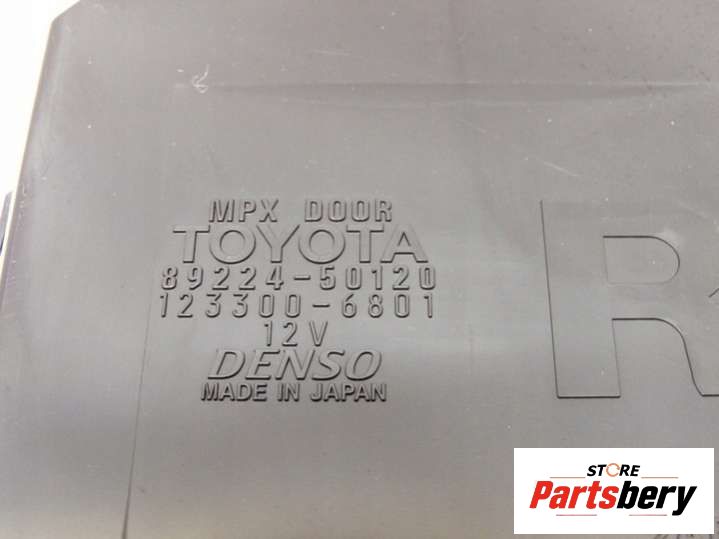 MPX DOOR
TOYOTA
89224-50120
123300-6801
12V
DENSO
MADE IN JAPAN
R
STORE
Partsbery